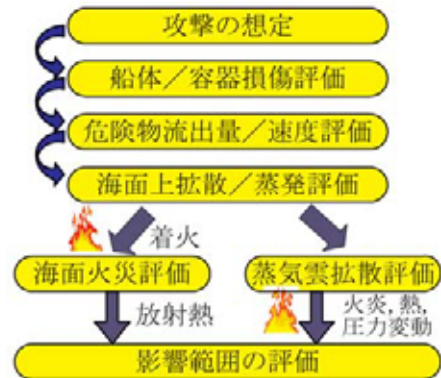 攻撃の想定
船体／容器損傷評価
危険物流出量／速度評価
海面上拡散／蒸発評価
着火
海面火災評価
蒸気雲拡散評価
放射熱
火炎, 熱,
圧力変動
影響範囲の評価